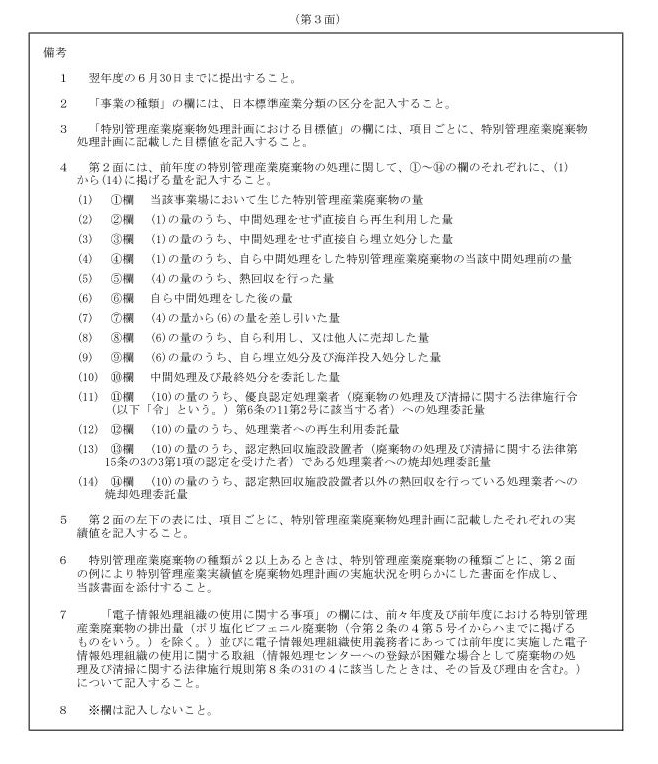 （第３面）
備考
１　翌年度の６月30日までに提出すること。
２　「事業の種類」の欄には、日本標準産業分類の区分を記入すること。
３　「特別管理産業廃棄物処理計画における目標値」の欄には、項目ごとに、特別管理産業廃棄物
処理計画に記載した目標値を記入すること。
４　第２面には、前年度の特別管理産業廃棄物の処理に関して、①～⑭の欄のそれぞれに、(1)
から(14)に掲げる量を記入すること。
(1)　①欄　当該事業場において生じた特別管理産業廃棄物の量
(2)　②欄　(1)の量のうち、中間処理をせず直接自ら再生利用した量
(3)　③欄　(1)の量のうち、中間処理をせず直接自ら埋立処分した量
(4)　④欄　(1)の量のうち、自ら中間処理をした特別管理産業廃棄物の当該中間処理前の量
(5)　⑤欄　(4)の量のうち、熱回収を行った量
(6)　⑥欄　自ら中間処理をした後の量
(7)　⑦欄　(4)の量から(6)の量を差し引いた量
(8)　⑧欄　(6)の量のうち、自ら利用し、又は他人に売却した量
(9)　⑨欄　(6)の量のうち、自ら埋立処分及び海洋投入処分した量
(10)　⑩欄　中間処理及び最終処分を委託した量
(11)　⑪欄　(10)の量のうち、優良認定処理業者（廃棄物の処理及び清掃に関する法律施行令
（以下「令」という。）第6条の11第2号に該当する者）への処理委託量
(12)　⑫欄　(10)の量のうち、処理業者への再生利用委託量
(13)　⑬欄　(10)の量のうち、認定熱回収施設設置者（廃棄物の処理及び清掃に関する法律第
15条の3の3第1項の認定を受けた者）である処理業者への焼却処理委託量
(14)　⑭欄　(10)の量のうち、認定熱回収施設設置者以外の熱回収を行っている処理業者への
焼却処理委託量
５　第２面の左下の表には、項目ごとに、特別管理産業廃棄物処理計画に記載したそれぞれの実
績値を記入すること。
６　特別管理産業廃棄物の種類が２以上あるときは、特別管理産業廃棄物の種類ごとに、第２面
の例により特別管理産業実績値を廃棄物処理計画の実施状況を明らかにした書面を作成し、
当該書面を添付すること。
７　「電子情報処理組織の使用に関する事項」の欄には、前々年度及び前年度における特別管理
産業廃棄物の排出量（ポリ塩化ビフェニル廃棄物（令第２条の４第５号イからハまでに掲げる
ものをいう。）を除く。）並びに電子情報処理組織使用義務者にあっては前年度に実施した電子
情報処理組織の使用に関する取組（情報処理センターへの登録が困難な場合として廃棄物の処
理及び清掃に関する法律施行規則第８条の31の４に該当したときは、その旨及び理由を含む。）
について記入すること。
８　※欄は記入しないこと。